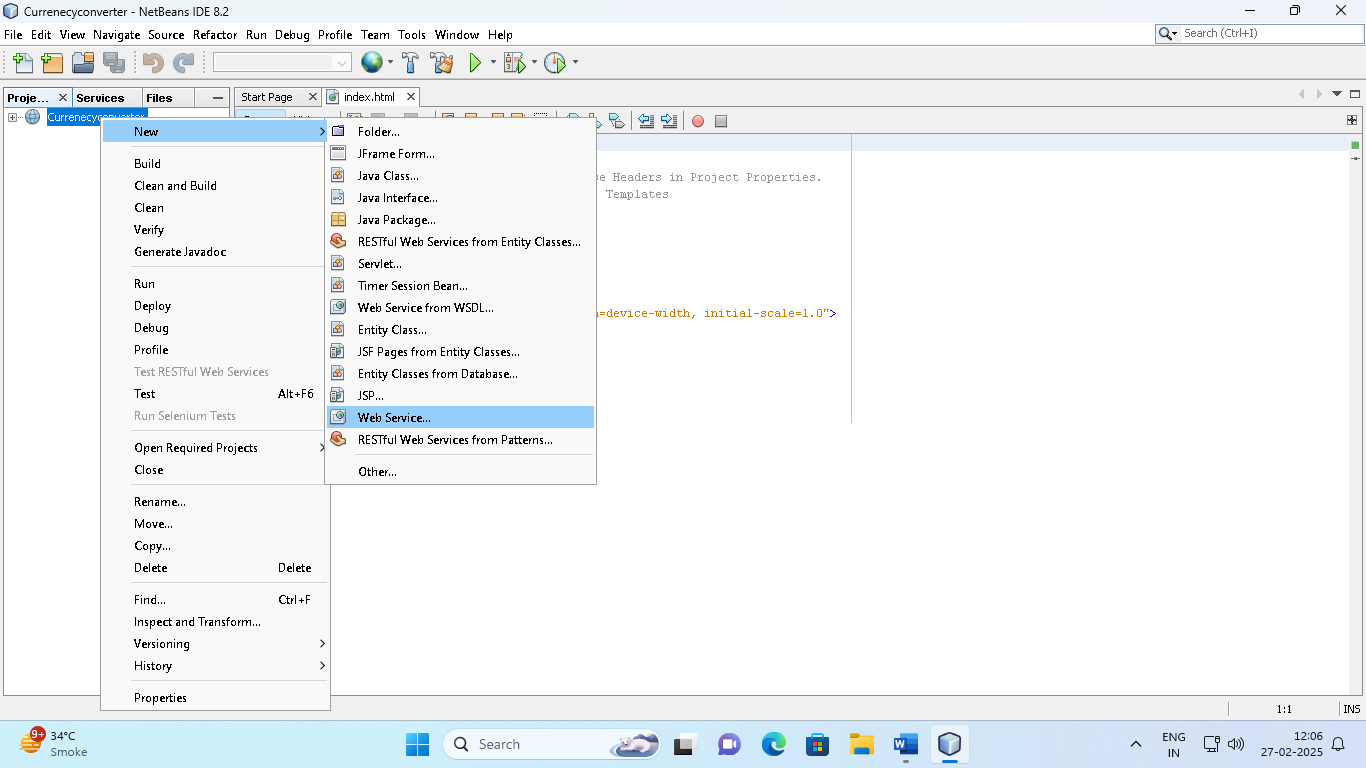 Currenecyconverter - NetBeans IDE 8.2
File Edit View Navigate Source Refactor Run Debug Profile Team Tools Window Help
Search (Ctrl+I)
Proje... Services Files
Start Page index.html
Currenecyconverter
New
Build
Clean and Build
Clean
Verify
Generate Javadoc
Run
Deploy
Debug
Profile
Test RESTful Web Services
Test Alt+F6
Run Selenium Tests
Open Required Projects
Close
Rename...
Move...
Copy...
Delete Delete
Find... Ctrl+F
Inspect and Transform...
Versioning
History
Properties
Folder...
JFrame Form...
Java Class...
Java Interface...
Java Package...
RESTful Web Services from Entity Classes...
Servlet...
Timer Session Bean...
Web Service from WSDL...
Entity Class...
JSF Pages from Entity Classes...
Entity Classes from Database...
JSP...
Web Service...
RESTful Web Services from Patterns...
Other...
e Headers in Project Properties.
Templates
=device-width, initial-scale=1.0">
1:1 INS
9+
34°C
Smoke
Search
ENG
IN
12:06
27-02-2025